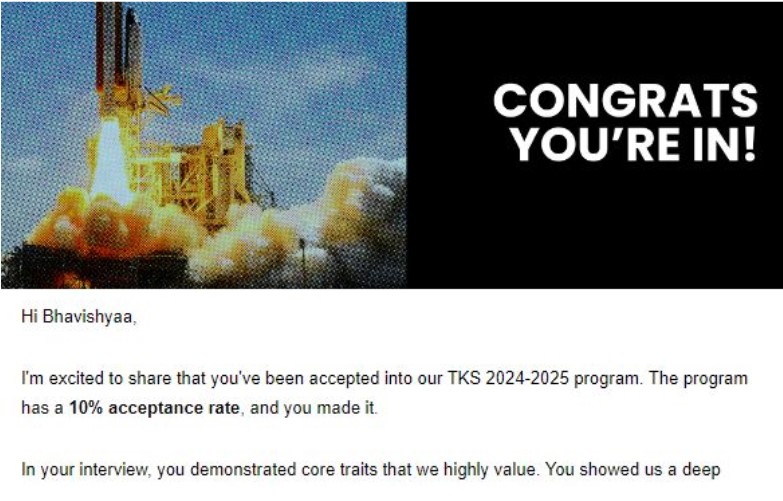 CONGRATS
YOU'RE IN!
Hi Bhavishyaa,
I'm excited to share that you've been accepted into our TKS 2024-2025 program. The program
has a 10% acceptance rate, and you made it.
In your interview, you demonstrated core traits that we highly value. You showed us a deep